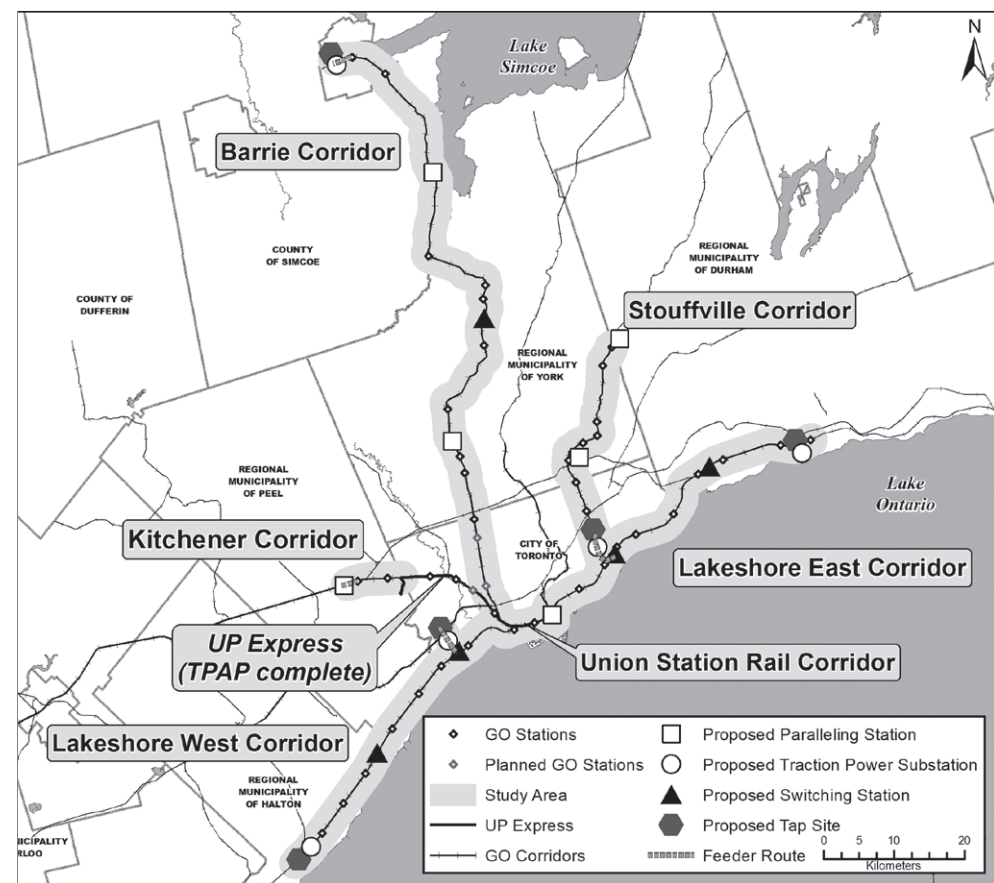 Lake
Simcoe
N
Barrie Corridor
COUNTY
OF SIMCOE
REGIONAL
MUNICIPALITY
OF DURHAM
COUNTY OF
DUFFERIN
Stouffville Corridor
REGIONAL
MUNICIPALITY
OF YORK
REGIONAL
MUNICIPALITY
OF PEEL
Lake
Ontario
Kitchener Corridor
CITY OF
TORONTO
Lakeshore East Corridor
UP Express
(TPAP complete)
Union Station Rail Corridor
Lakeshore West Corridor
REGIONAL
MUNICIPALITY
OF HALTON
NICIPALITY
RLOO
GO Stations
Planned GO Stations
Study Area
UP Express
GO Corridors
Proposed Paralleling Station
Proposed Traction Power Substation
Proposed Switching Station
Proposed Tap Site
Feeder Route
0 5 10 20
Kilometers